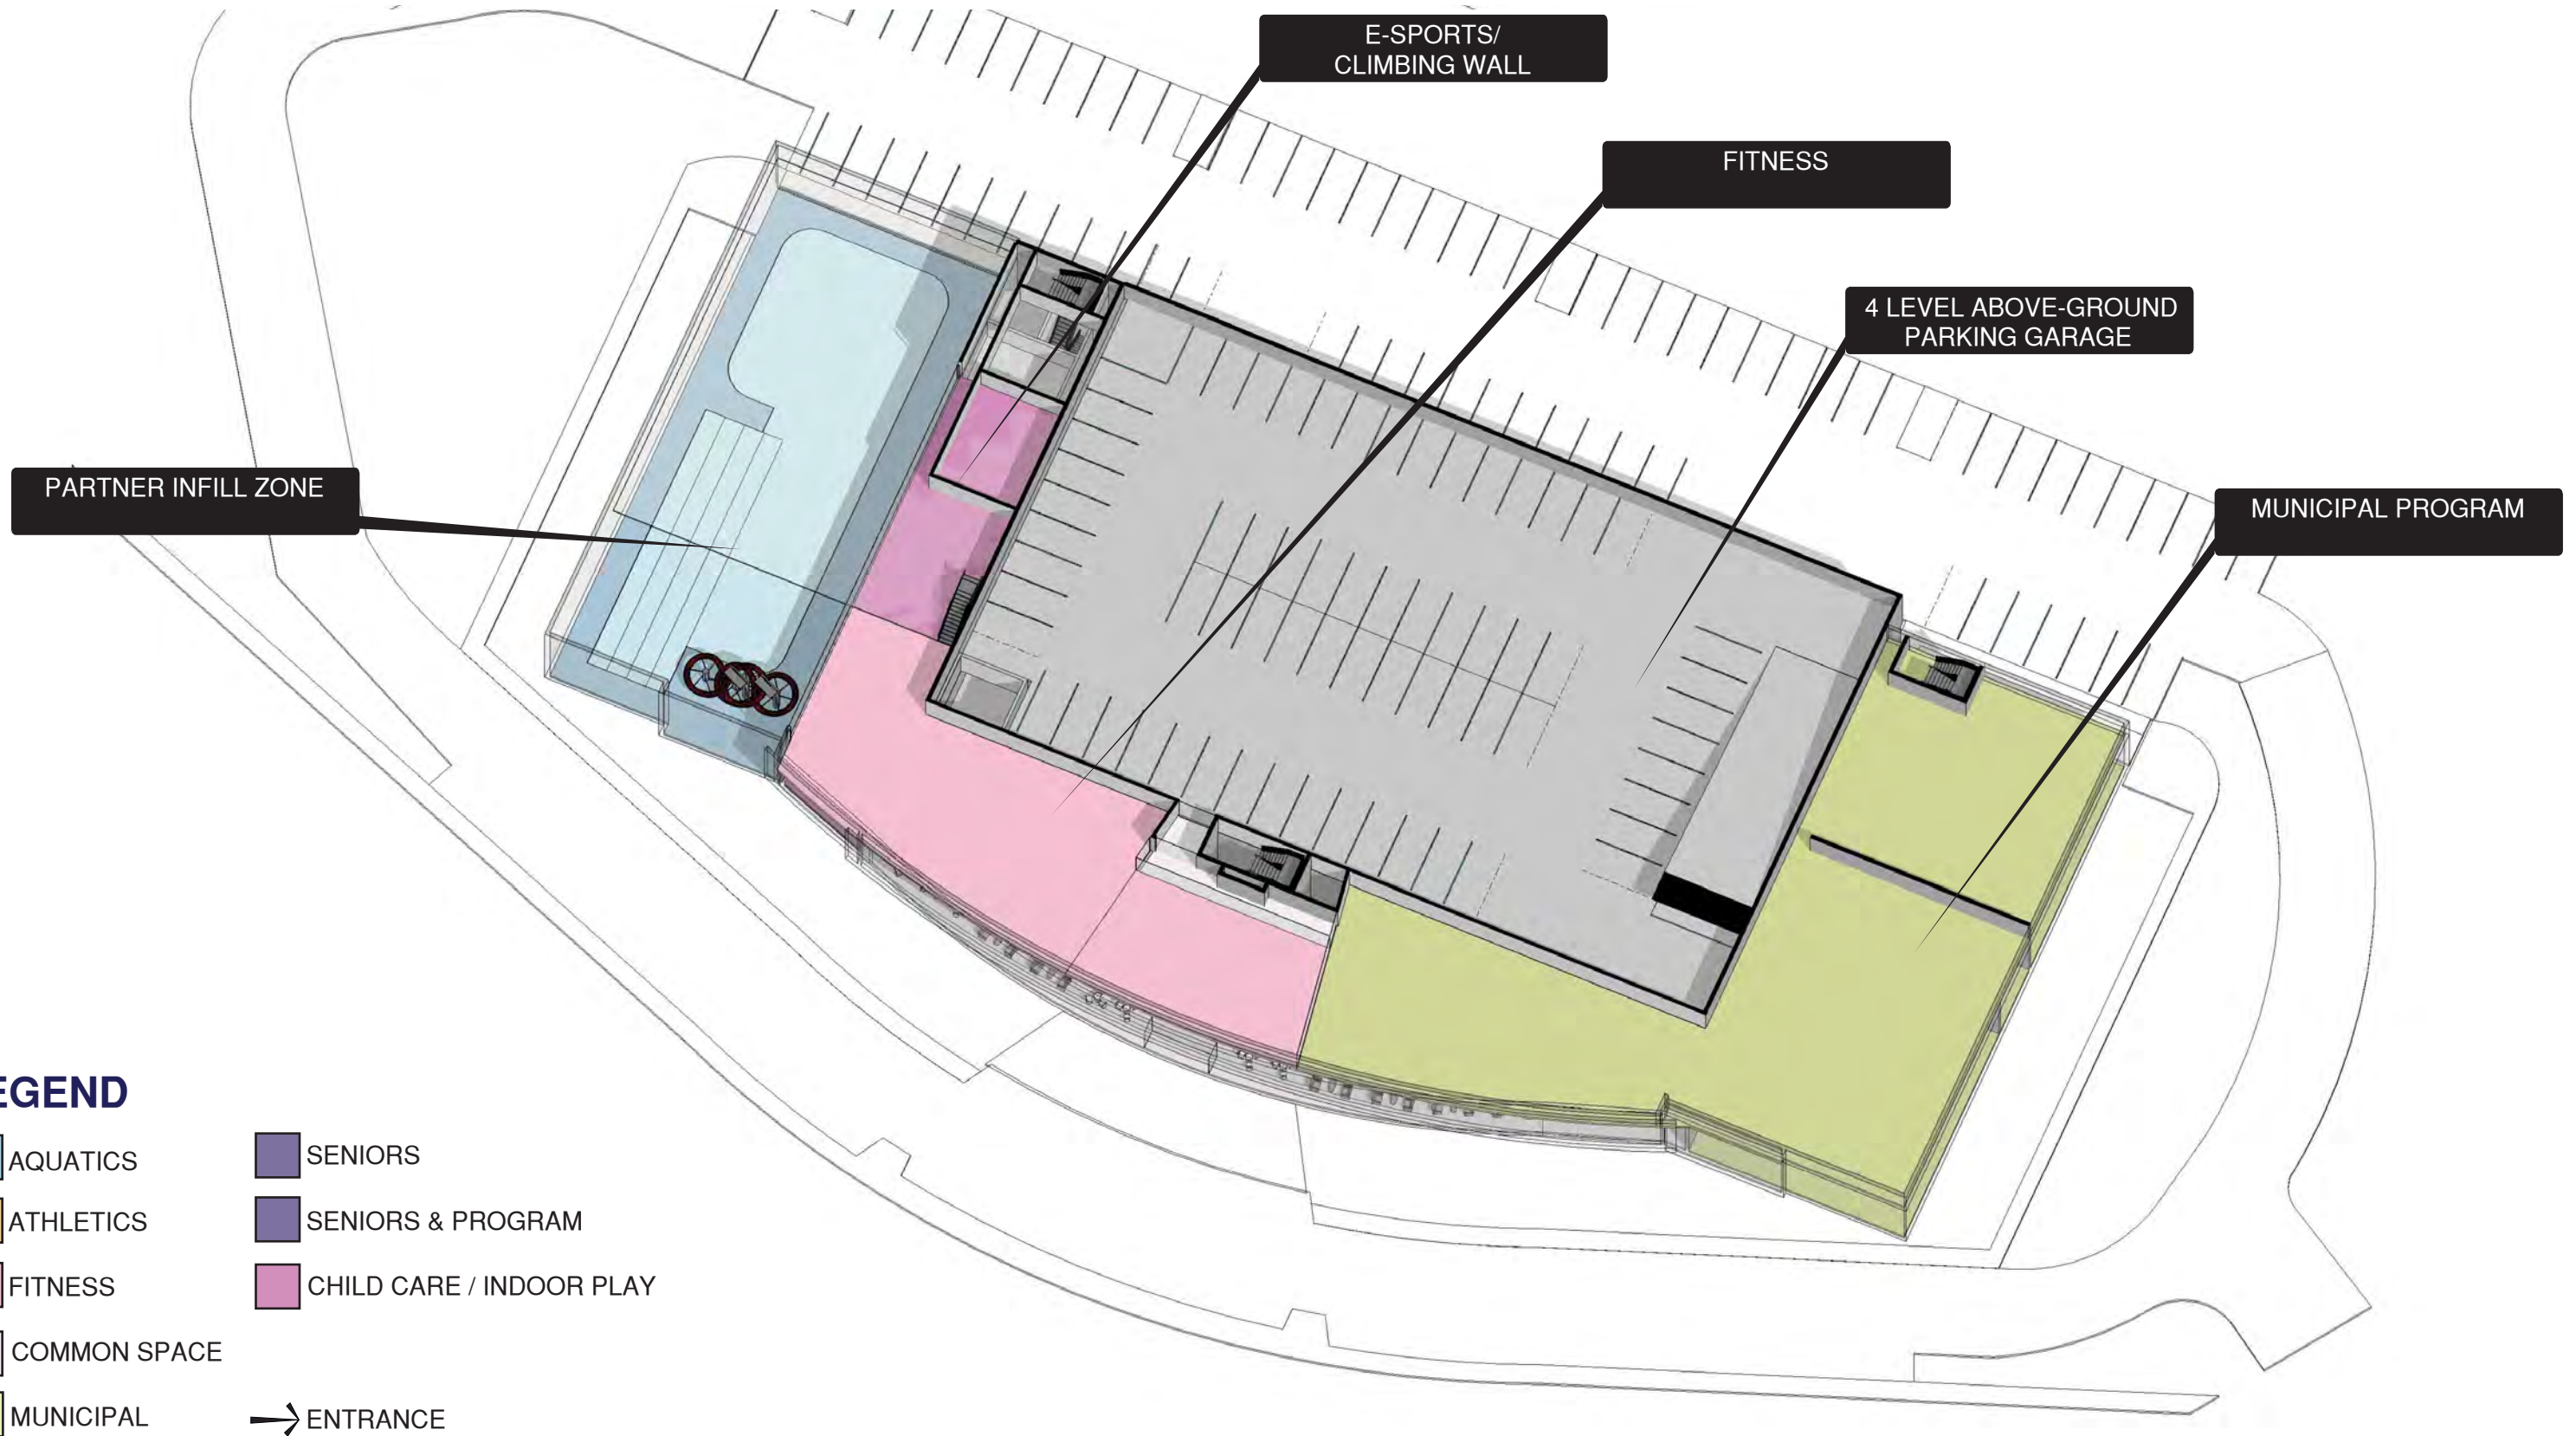 E-SPORTS/
CLIMBING WALL
FITNESS
4 LEVEL ABOVE-GROUND
PARKING GARAGE
PARTNER INFILL ZONE
MUNICIPAL PROGRAM
EGEND
AQUATICS
ATHLETICS
FITNESS
COMMON SPACE
MUNICIPAL
SENIORS
SENIORS & PROGRAM
CHILD CARE / INDOOR PLAY
ENTRANCE